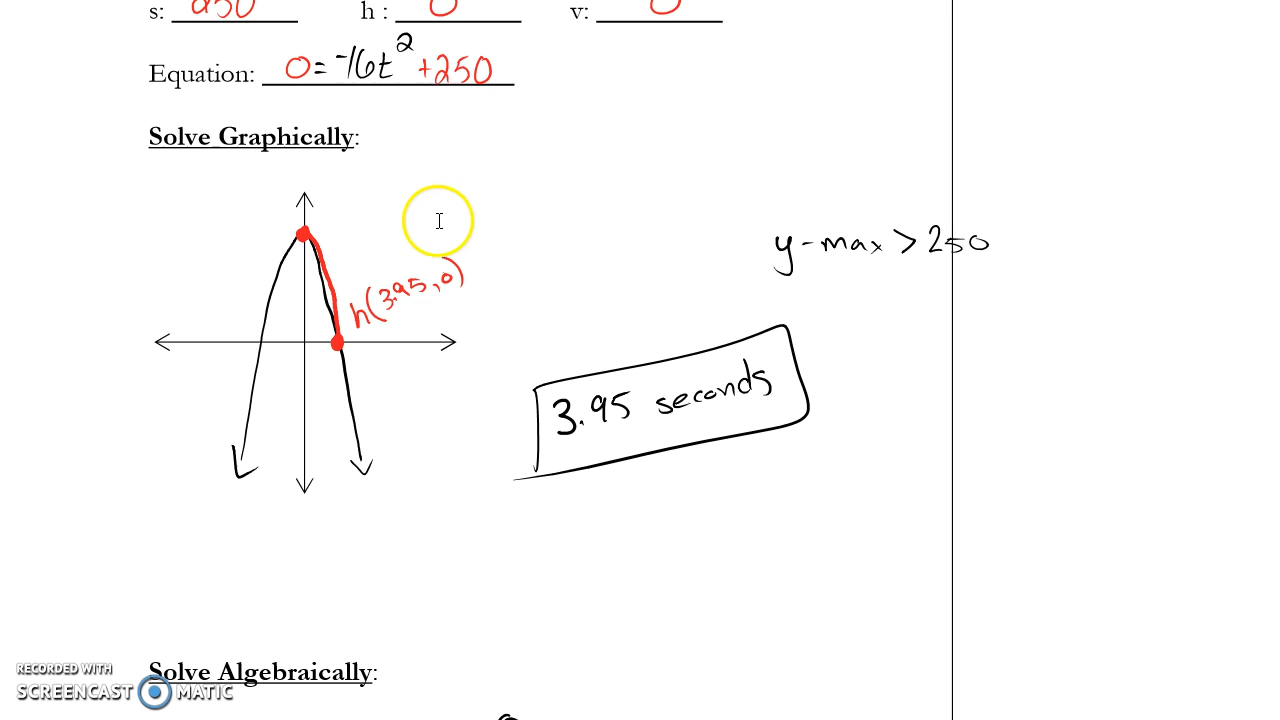 s: 250 h : 0 v: 0
Equation: 0=-16t² +250
Solve Graphically:
y-max > 250
h(3.95,0)
3.95 seconds
Solve Algebraically:
RECORDED WITH
SCREENCAST MATIC